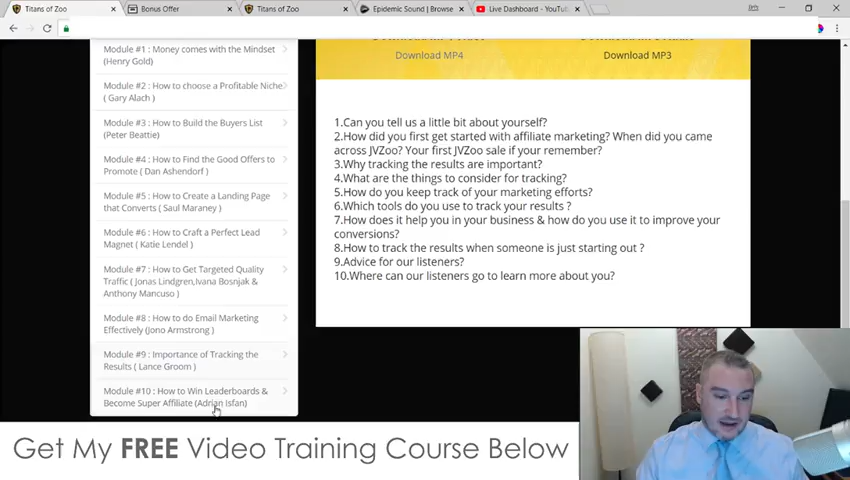 Titans of Zoo
Bonus Offer
Titans of Zoo
Epidemic Sound | Browse
Live Dashboard - YouTu
Module #1 : Money comes with the Mindset
(Henry Gold)
Module #2 : How to choose a Profitable Niche
( Gary Alach )
Module #3 : How to Build the Buyers List
(Peter Beattie)
Module #4 : How to Find the Good Offers to
Promote ( Dan Ashendorf )
Module #5 : How to Create a Landing Page
that Converts ( Saul Maraney )
Module #6 : How to Craft a Perfect Lead
Magnet ( Katie Lendel )
Module #7 : How to Get Targeted Quality
Traffic ( Jonas Lindgren,Ivana Bosnjak &
Anthony Mancuso )
Module #8 : How to do Email Marketing
Effectively (Jono Armstrong )
Module #9 : Importance of Tracking the
Results ( Lance Groom )
Module #10 : How to Win Leaderboards &
Become Super Affiliate (Adrian Isfan)
Download MP4
Download MP3
1.Can you tell us a little bit about yourself?
2.How did you first get started with affiliate marketing? When did you came
across JVZoo? Your first JVZoo sale if your remember?
3.Why tracking the results are important?
4.What are the things to consider for tracking?
5.How do you keep track of your marketing efforts?
6.Which tools do you use to track your results ?
7.How does it help you in your business & how do you use it to improve your
conversions?
8.How to track the results when someone is just starting out ?
9.Advice for our listeners?
10.Where can our listeners go to learn more about you?
Get My FREE Video Training Course Below